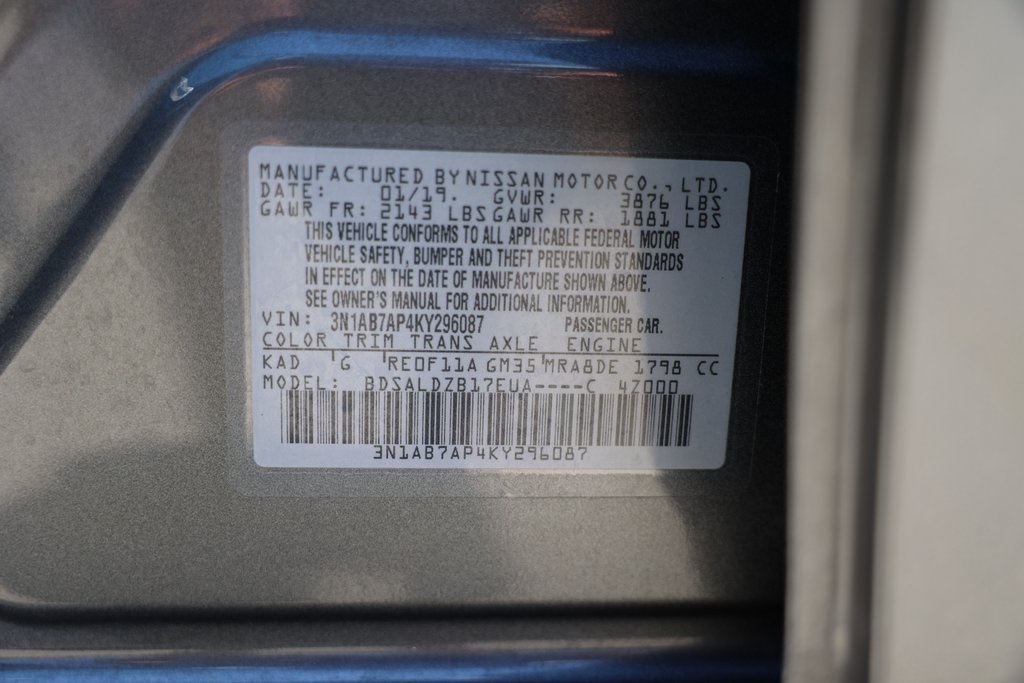 MANUFACTURED BY NISSAN MOTOR CO., LTD.
DATE: 01/19. GVWR: 3876 LBS
GAWR FR: 2143 LBS GAWR RR: 1881 LBS
THIS VEHICLE CONFORMS TO ALL APPLICABLE FEDERAL MOTOR
VEHICLE SAFETY, BUMPER AND THEFT PREVENTION STANDARDS
IN EFFECT ON THE DATE OF MANUFACTURE SHOWN ABOVE.
SEE OWNER'S MANUAL FOR ADDITIONAL INFORMATION.
VIN: 3N1AB7AP4KY296087 PASSENGER CAR.
COLOR TRIM TRANS AXLE ENGINE
KAD G RE0F11A GM35 MRA8DE 1798 CC
MODEL: BDSALDZB17EUA----C 4Z000
3N1AB7AP4KY296087